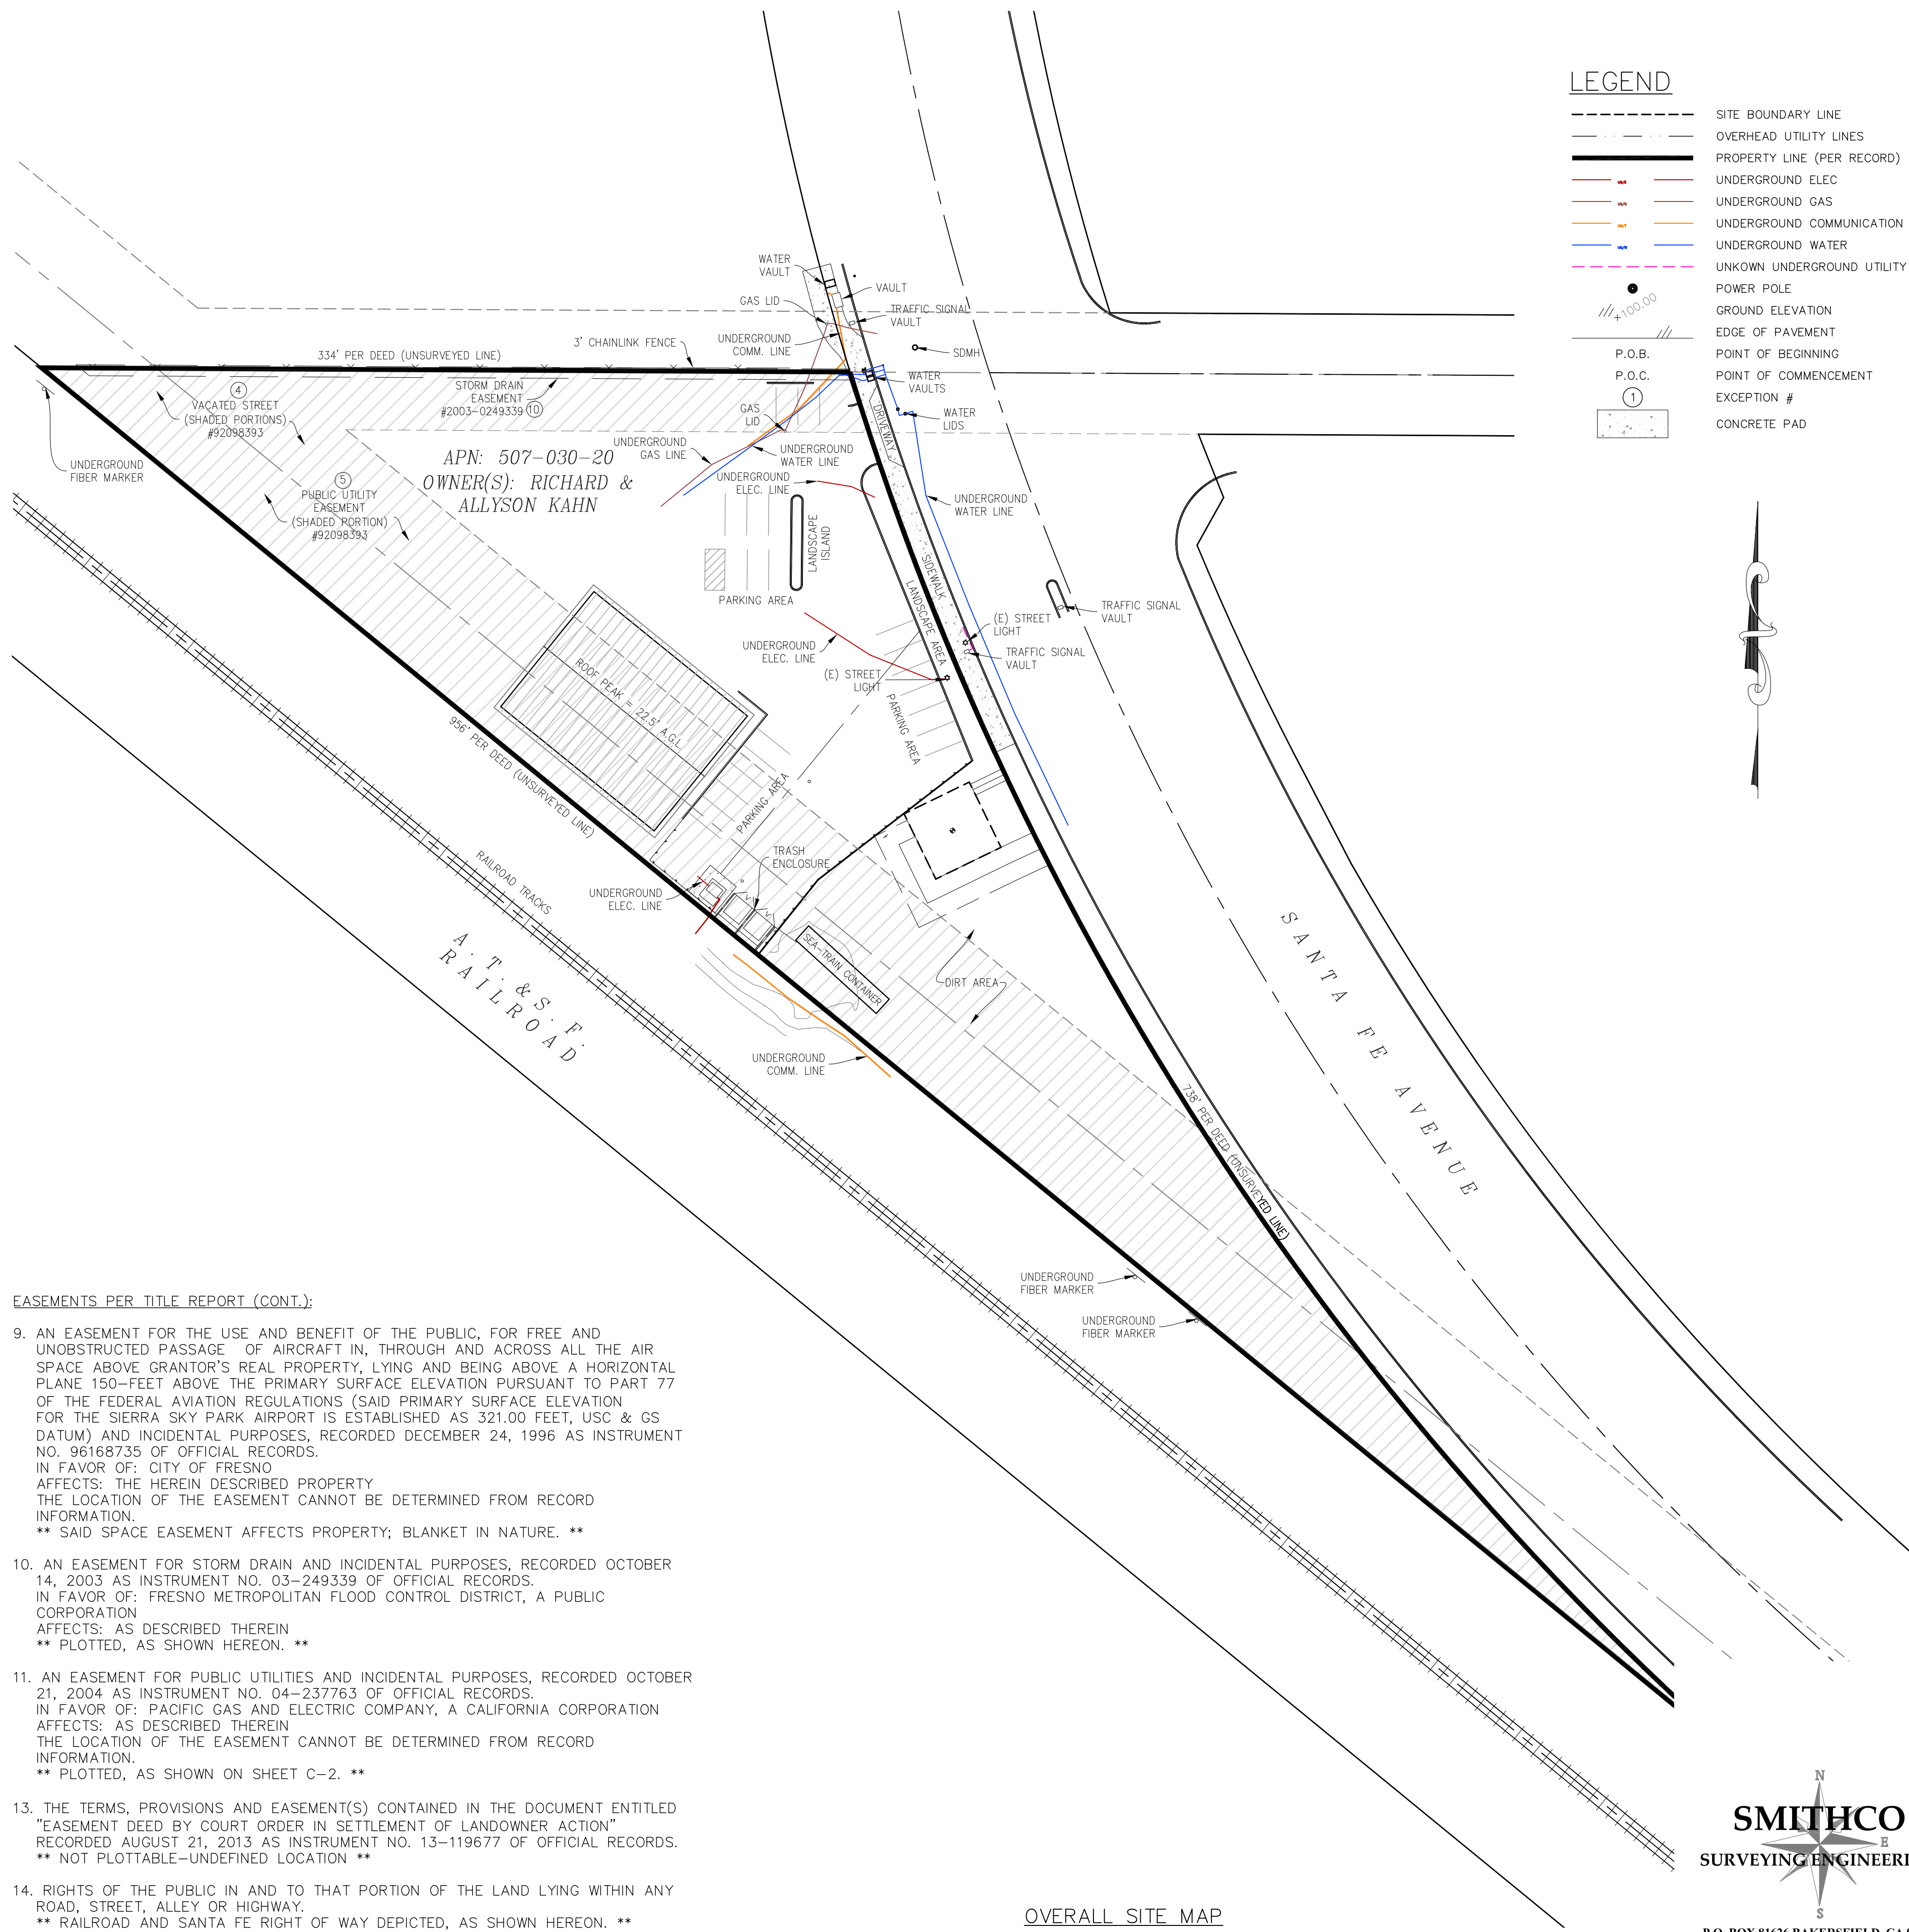 LEGEND
SITE BOUNDARY LINE
OVERHEAD UTILITY LINES
PROPERTY LINE (PER RECORD)
UNDERGROUND ELEC
UNDERGROUND GAS
UNDERGROUND COMMUNICATION
UNDERGROUND WATER
UNKOWN UNDERGROUND UTILITY
POWER POLE
+100.00
GROUND ELEVATION
EDGE OF PAVEMENT
P.O.B.
POINT OF BEGINNING
P.O.C.
POINT OF COMMENCEMENT
1
EXCEPTION #
CONCRETE PAD
WATER
VAULT
VAULT
GAS LID
TRAFFIC SIGNAL
VAULT
UNDERGROUND
COMM. LINE
SDMH
334' PER DEED (UNSURVEYED LINE)
3' CHAINLINK FENCE
WATER
VAULTS
4
VACATED STREET
(SHADED PORTIONS)
#92098393
STORM DRAIN
EASEMENT
#2003-0249339
10
GAS
LID
DRIVEWAY
WATER
LIDS
UNDERGROUND
GAS LINE
UNDERGROUND
WATER LINE
UNDERGROUND
FIBER MARKER
APN: 507-030-20
OWNER(S): RICHARD &
ALLYSON KAHN
UNDERGROUND
ELEC. LINE
5
PUBLIC UTILITY
EASEMENT
(SHADED PORTION)
#92098393
UNDERGROUND
WATER LINE
LANDSCAPE
ISLAND
SIDEWALK
PARKING AREA
LANDSCAPE AREA
TRAFFIC SIGNAL
VAULT
(E) STREET
LIGHT
TRAFFIC SIGNAL
VAULT
UNDERGROUND
ELEC. LINE
(E) STREET
LIGHT
ROOF PEAK = 22.5' A.G.L.
PARKING AREA
956' PER DEED (UNSURVEYED LINE)
PARKING AREA
TRASH
ENCLOSURE
RAILROAD TRACKS
UNDERGROUND
ELEC. LINE
A. T. & S. F.
RAILROAD
SEA-TRAIN CONTAINER
DIRT AREA
SANTA FE AVENUE
UNDERGROUND
COMM. LINE
738' PER DEED (UNSURVEYED LINE)
UNDERGROUND
FIBER MARKER
UNDERGROUND
FIBER MARKER
EASEMENTS PER TITLE REPORT (CONT.):
9. AN EASEMENT FOR THE USE AND BENEFIT OF THE PUBLIC, FOR FREE AND
UNOBSTRUCTED PASSAGE OF AIRCRAFT IN, THROUGH AND ACROSS ALL THE AIR
SPACE ABOVE GRANTOR'S REAL PROPERTY, LYING AND BEING ABOVE A HORIZONTAL
PLANE 150-FEET ABOVE THE PRIMARY SURFACE ELEVATION PURSUANT TO PART 77
OF THE FEDERAL AVIATION REGULATIONS (SAID PRIMARY SURFACE ELEVATION
FOR THE SIERRA SKY PARK AIRPORT IS ESTABLISHED AS 321.00 FEET, USC & GS
DATUM) AND INCIDENTAL PURPOSES, RECORDED DECEMBER 24, 1996 AS INSTRUMENT
NO. 96168735 OF OFFICIAL RECORDS.
IN FAVOR OF: CITY OF FRESNO
AFFECTS: THE HEREIN DESCRIBED PROPERTY
THE LOCATION OF THE EASEMENT CANNOT BE DETERMINED FROM RECORD
INFORMATION.
** SAID SPACE EASEMENT AFFECTS PROPERTY; BLANKET IN NATURE. **
10. AN EASEMENT FOR STORM DRAIN AND INCIDENTAL PURPOSES, RECORDED OCTOBER
14, 2003 AS INSTRUMENT NO. 03-249339 OF OFFICIAL RECORDS.
IN FAVOR OF: FRESNO METROPOLITAN FLOOD CONTROL DISTRICT, A PUBLIC
CORPORATION
AFFECTS: AS DESCRIBED THEREIN
** PLOTTED, AS SHOWN HEREON. **
11. AN EASEMENT FOR PUBLIC UTILITIES AND INCIDENTAL PURPOSES, RECORDED OCTOBER
21, 2004 AS INSTRUMENT NO. 04-237763 OF OFFICIAL RECORDS.
IN FAVOR OF: PACIFIC GAS AND ELECTRIC COMPANY, A CALIFORNIA CORPORATION
AFFECTS: AS DESCRIBED THEREIN
THE LOCATION OF THE EASEMENT CANNOT BE DETERMINED FROM RECORD
INFORMATION.
** PLOTTED, AS SHOWN ON SHEET C-2. **
13. THE TERMS, PROVISIONS AND EASEMENT(S) CONTAINED IN THE DOCUMENT ENTITLED
"EASEMENT DEED BY COURT ORDER IN SETTLEMENT OF LANDOWNER ACTION"
RECORDED AUGUST 21, 2013 AS INSTRUMENT NO. 13-119677 OF OFFICIAL RECORDS.
** NOT PLOTTABLE-UNDEFINED LOCATION **
14. RIGHTS OF THE PUBLIC IN AND TO THAT PORTION OF THE LAND LYING WITHIN ANY
ROAD, STREET, ALLEY OR HIGHWAY.
** RAILROAD AND SANTA FE RIGHT OF WAY DEPICTED, AS SHOWN HEREON. **
OVERALL SITE MAP
N
SMITHCO
E
SURVEYING ENGINEERI
S